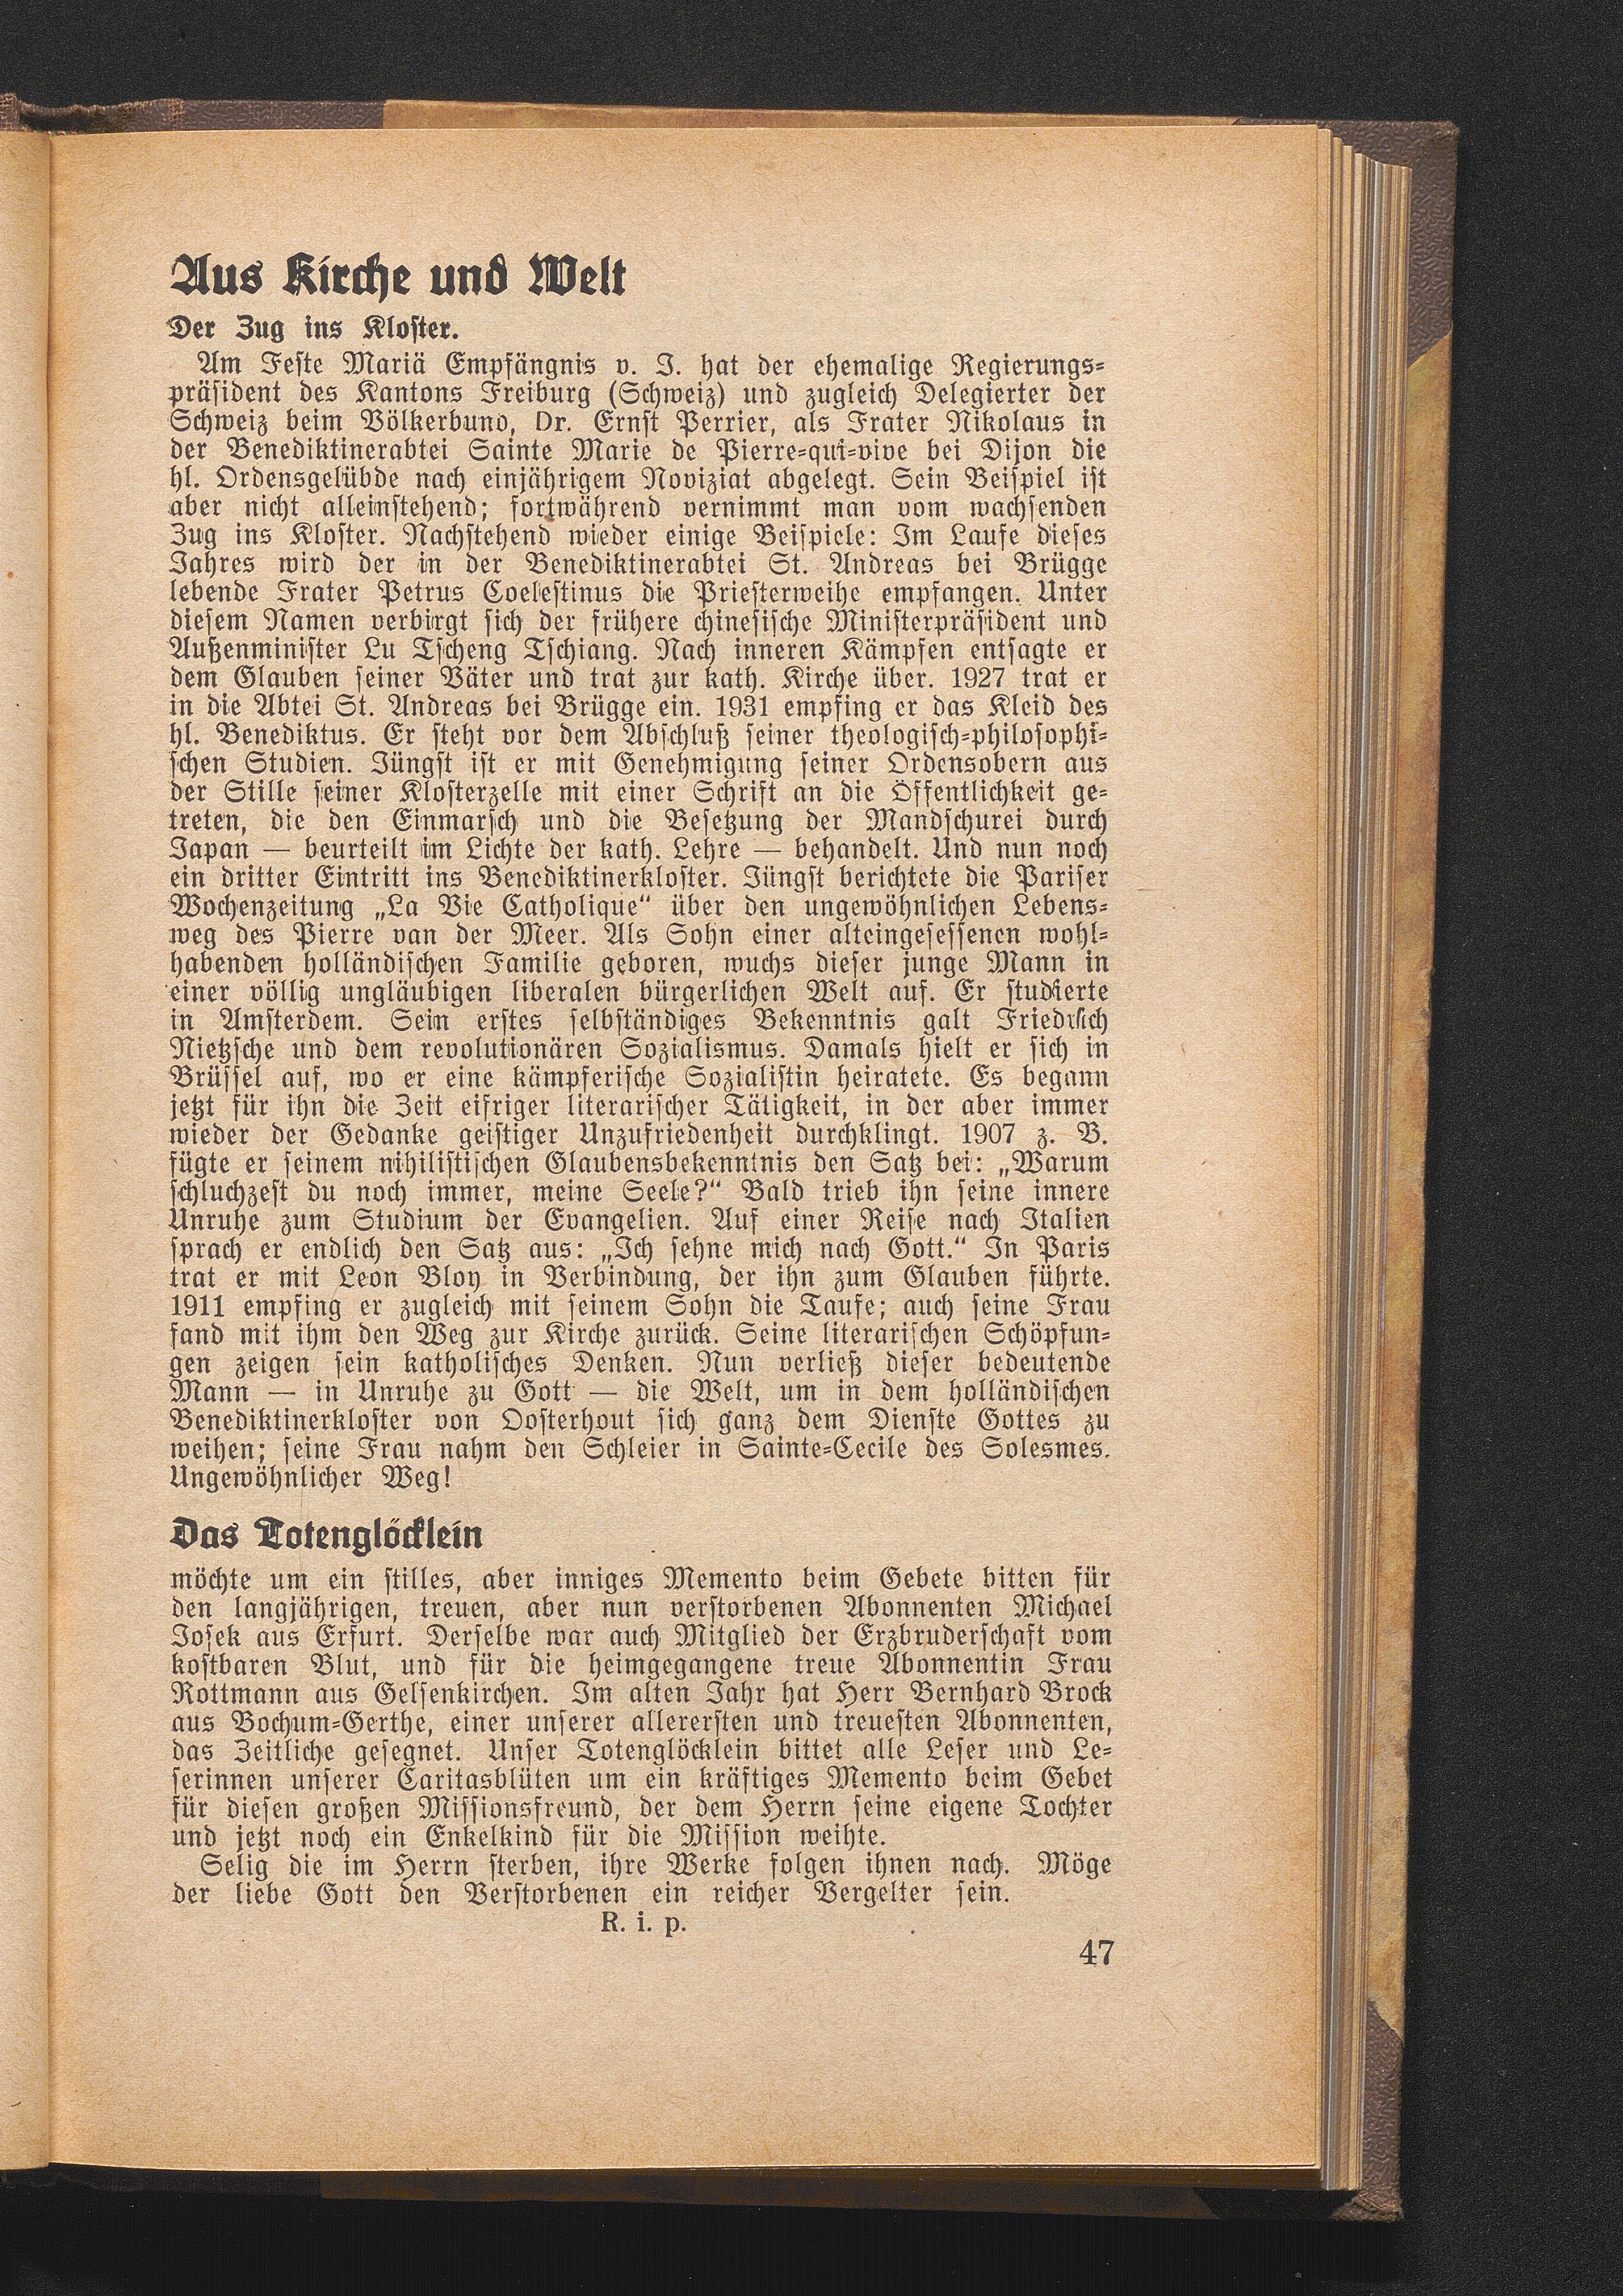 Aus Kirche und Welt
Der Zug ins Kloster.
Am Feste Mariä Empfängnis v. J. hat der ehemalige Regierungs-
präsident des Kantons Freiburg (Schweiz) und zugleich Delegierter der
Schweiz beim Völkerbund, Dr. Ernst Perrier, als Frater Nikolaus in
der Benediktinerabtei Sainte Marie de Pierre-qui-vive bei Dijon die
hl. Ordensgelübde nach einjährigem Noviziat abgelegt. Sein Beispiel ist
aber nicht alleinstehend; fortwährend vernimmt man vom wachsenden
Zug ins Kloster. Nachstehend wieder einige Beispiele: Im Laufe dieses
Jahres wird der in der Benediktinerabtei St. Andreas bei Brügge
lebende Frater Petrus Coelestinus die Priesterweihe empfangen. Unter
diesem Namen verbirgt sich der frühere chinesische Ministerpräsident und
Außenminister Lu Tscheng Tschiang. Nach inneren Kämpfen entsagte er
dem Glauben seiner Väter und trat zur kath. Kirche über. 1927 trat er
in die Abtei St. Andreas bei Brügge ein. 1931 empfing er das Kleid des
hl. Benediktus. Er steht vor dem Abschluß seiner theologisch-philosophi-
schen Studien. Jüngst ist er mit Genehmigung seiner Ordensobern aus
der Stille seiner Klosterzelle mit einer Schrift an die Öffentlichkeit ge-
treten, die den Einmarsch und die Besetzung der Mandschurei durch
Japan — beurteilt im Lichte der kath. Lehre — behandelt. Und nun noch
ein dritter Eintritt ins Benediktinerkloster. Jüngst berichtete die Pariser
Wochenzeitung „La Vie Catholique“ über den ungewöhnlichen Lebens-
weg des Pierre van der Meer. Als Sohn einer alteingesessenen wohl-
habenden holländischen Familie geboren, wuchs dieser junge Mann in
einer völlig ungläubigen liberalen bürgerlichen Welt auf. Er studierte
in Amsterdem. Sein erstes selbständiges Bekenntnis galt Friedrich
Nietzsche und dem revolutionären Sozialismus. Damals hielt er sich in
Brüssel auf, wo er eine kämpferische Sozialistin heiratete. Es begann
jetzt für ihn die Zeit eifriger literarischer Tätigkeit, in der aber immer
wieder der Gedanke geistiger Unzufriedenheit durchklingt. 1907 z. B.
fügte er seinem nihilistischen Glaubensbekenntnis den Satz bei: „Warum
schluchzest du noch immer, meine Seele?“ Bald trieb ihn seine innere
Unruhe zum Studium der Evangelien. Auf einer Reise nach Italien
sprach er endlich den Satz aus: „Ich sehne mich nach Gott.“ In Paris
trat er mit Leon Bloy in Verbindung, der ihn zum Glauben führte.
1911 empfing er zugleich mit seinem Sohn die Taufe; auch seine Frau
fand mit ihm den Weg zur Kirche zurück. Seine literarischen Schöpfun-
gen zeigen sein katholisches Denken. Nun verließ dieser bedeutende
Mann — in Unruhe zu Gott — die Welt, um in dem holländischen
Benediktinerkloster von Oosterhout sich ganz dem Dienste Gottes zu
weihen; seine Frau nahm den Schleier in Sainte-Cecile des Solesmes.
Ungewöhnlicher Weg!
Das Totenglöcklein
möchte um ein stilles, aber inniges Memento beim Gebete bitten für
den langjährigen, treuen, aber nun verstorbenen Abonnenten Michael
Josek aus Erfurt. Derselbe war auch Mitglied der Erzbruderschaft vom
kostbaren Blut, und für die heimgegangene treue Abonnentin Frau
Rottmann aus Gelsenkirchen. Im alten Jahr hat Herr Bernhard Brock
aus Bochum-Gerthe, einer unserer allerersten und treuesten Abonnenten,
das Zeitliche gesegnet. Unser Totenglöcklein bittet alle Leser und Le-
serinnen unserer Caritasblüten um ein kräftiges Memento beim Gebet
für diesen großen Missionsfreund, der dem Herrn seine eigene Tochter
und jetzt noch ein Enkelkind für die Mission weihte.
Selig die im Herrn sterben, ihre Werke folgen ihnen nach. Möge
der liebe Gott den Verstorbenen ein reicher Vergelter sein.
R. i. p.
47